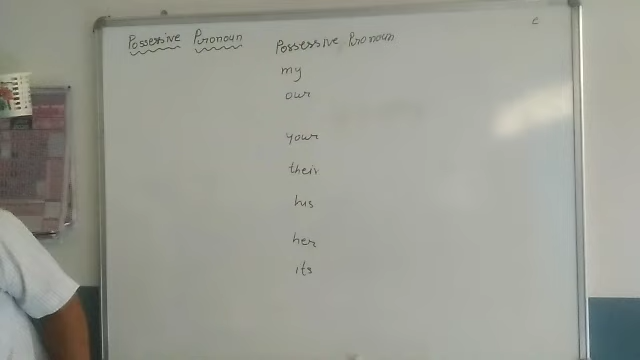 Possessive Pronoun
Possessive Pronoun
my
our
your
their
his
her
its